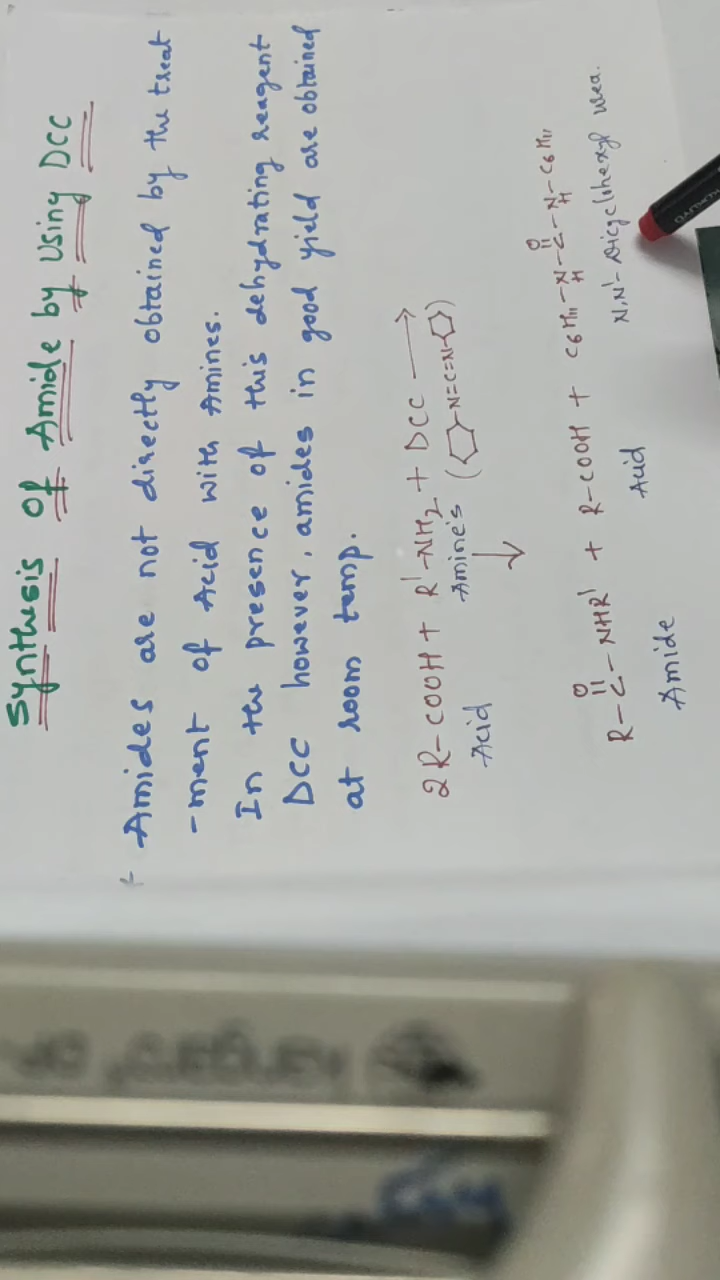 Synthesis Of Amide by Using DCC
Amides are not directly obtained by the treat
-ment of Acid with Amines.
In the presence of this dehydrating reagent
DCC however, amides in good yield are obtained
at room temp.
2R-COOH + R'-NH2 + DCC ⟶
Acid Amine's ( -N=C=N- )
↓
R-C(=O)-NHR' + R-COOH + C6H11-NH-C(=O)-NH-C6H11
Amide Acid N,N'-Dicyclohexyl urea.